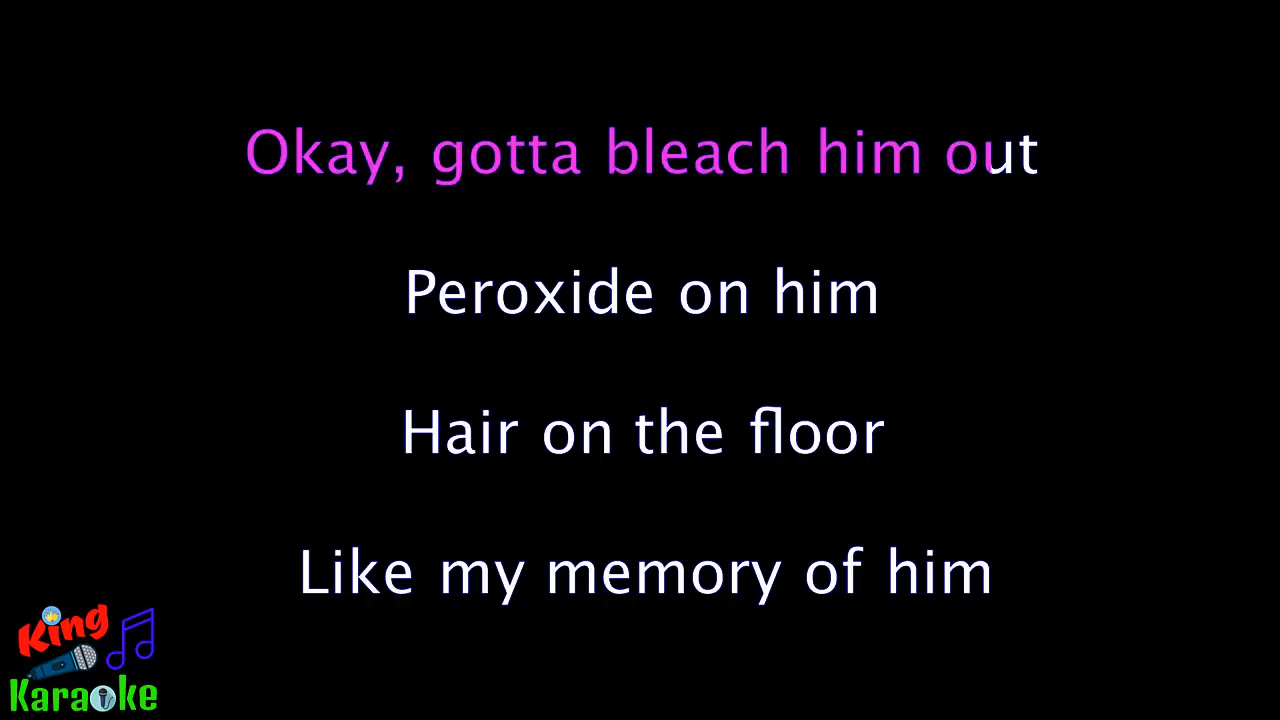 Okay, gotta bleach him out
Peroxide on him
Hair on the floor
Like my memory of him
King
Karaoke